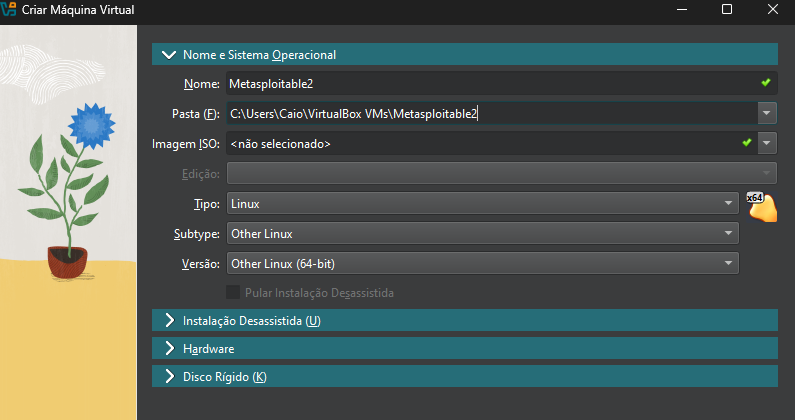 Criar Máquina Virtual
Nome e Sistema Operacional
Nome: Metasploitable2
Pasta (F): C:\Users\Caio\VirtualBox VMs\Metasploitable2
Imagem ISO: <não selecionado>
Edição:
Tipo: Linux
x64
Subtype: Other Linux
Versão: Other Linux (64-bit)
Pular Instalação Desassistida
Instalação Desassistida (U)
Hardware
Disco Rígido (K)